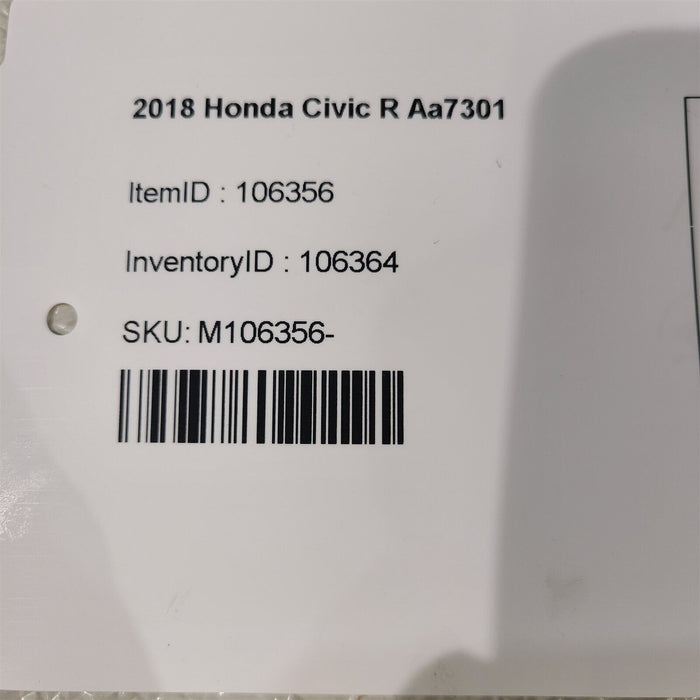 2018 Honda Civic R Aa7301
ItemID : 106356
InventoryID : 106364
SKU: M106356-